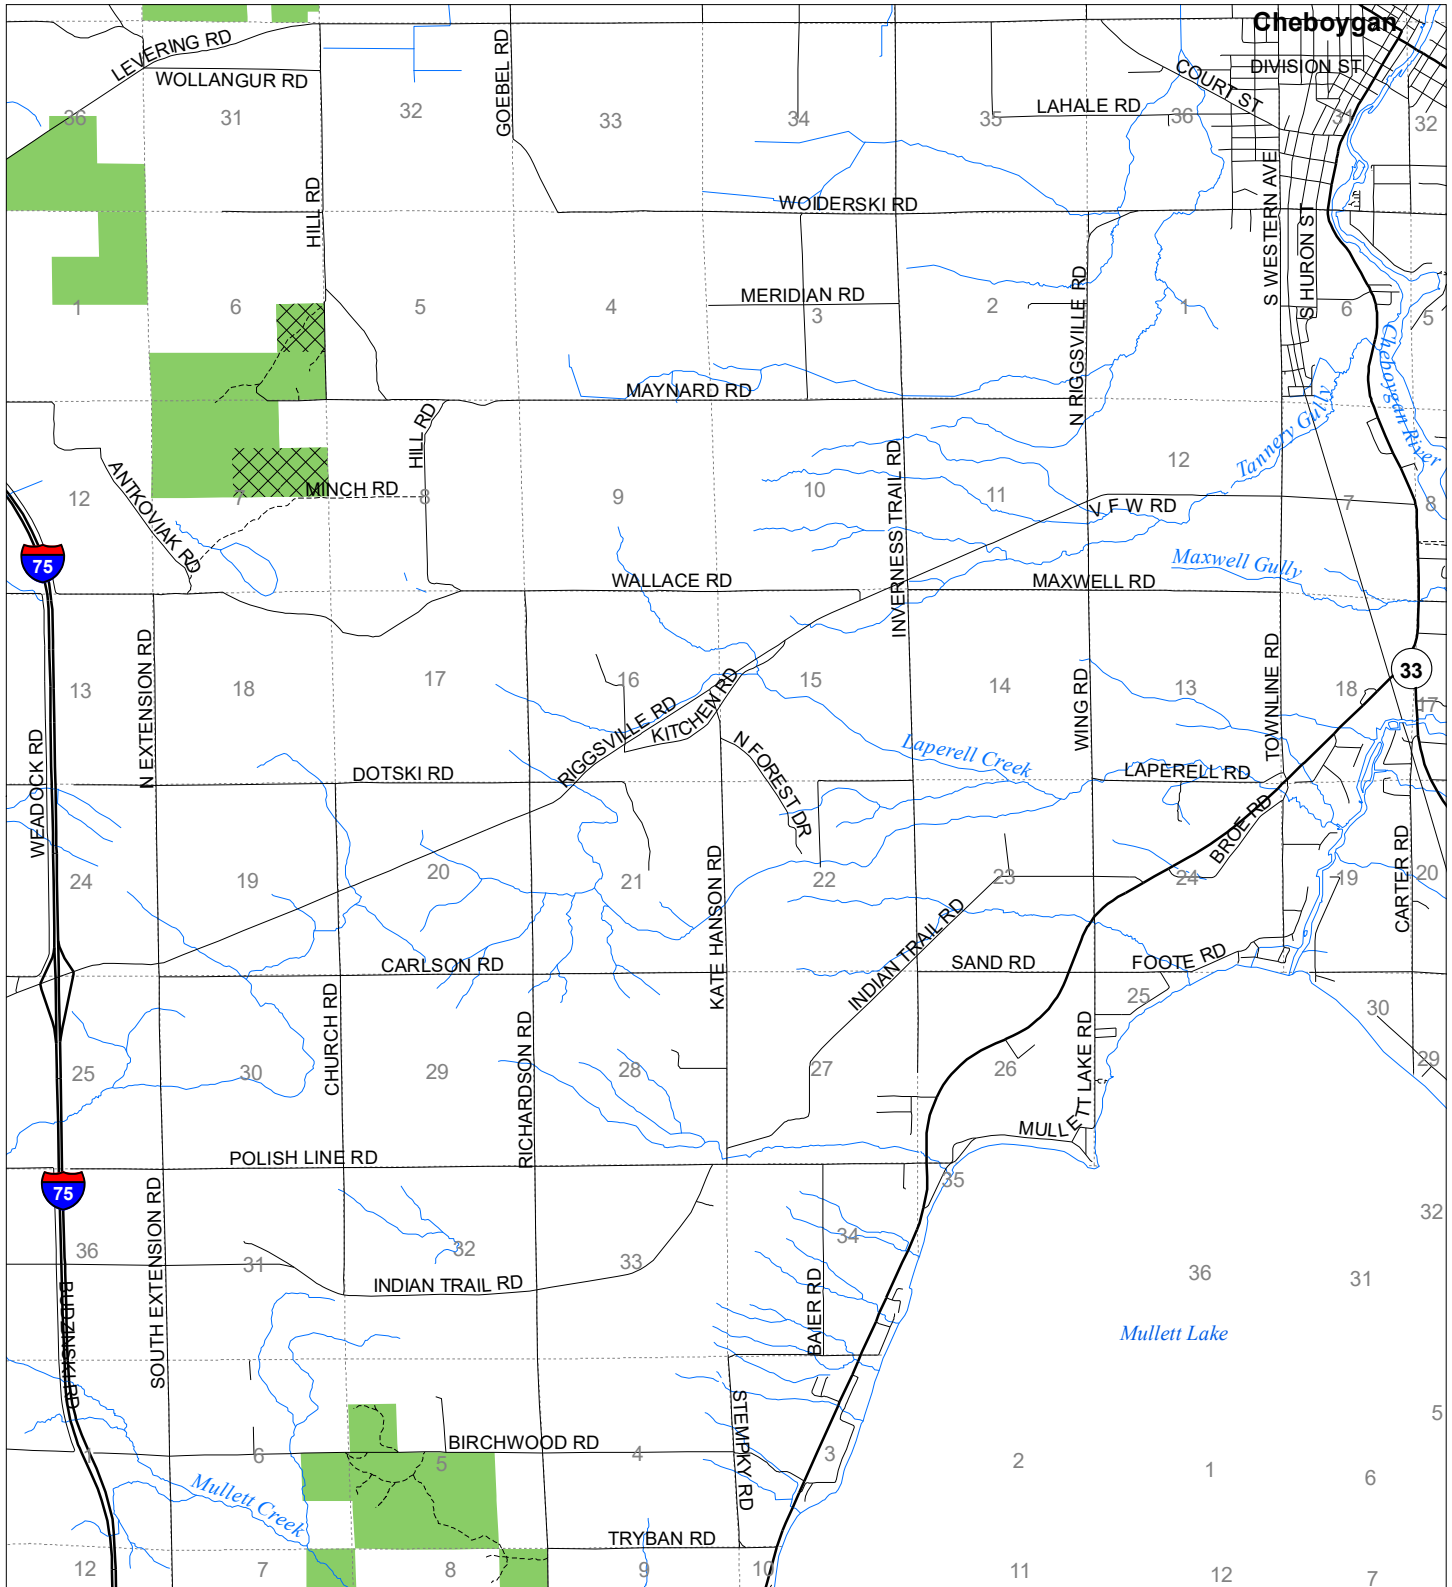 Cheboygan
LEVERING RD
WOLLANGUR RD
GOEBEL RD
DIVISION ST
COURT ST
LAHALE RD
36
31
32
33
34
35
36
31
32
HILL RD
WOIDERSKI RD
S WESTERN AVE
S HURON ST
MERIDIAN RD
N RIGGSVILLE RD
1
6
5
4
3
2
1
6
5
Cheboygan River
MAYNARD RD
HILL RD
Tannery Gully
ANTKOVIAK RD
MINCH RD
INVERNESS TRAIL RD
V F W RD
12
7
8
9
10
11
12
7
8
75
Maxwell Gully
WALLACE RD
MAXWELL RD
N EXTENSION RD
TOWNLINE RD
WING RD
33
13
18
17
16
15
14
13
18
17
RIGGSVILLE RD
KITCHEN RD
N FOREST DR
Laperell Creek
WEADOCK RD
DOTSKI RD
LAPERELL RD
BROE RD
CARTER RD
24
19
20
21
22
23
24
19
20
KATE HANSON RD
INDIAN TRAIL RD
CARLSON RD
SAND RD
FOOTE RD
CHURCH RD
RICHARDSON RD
MULLETT LAKE RD
25
30
29
28
27
26
25
30
29
POLISH LINE RD
75
SOUTH EXTENSION RD
36
31
32
33
34
35
36
31
32
INDIAN TRAIL RD
BUDZINSKI RD
BAIER RD
Mullett Lake
STEMPKY RD
BIRCHWOOD RD
1
6
5
4
3
2
1
6
5
Mullett Creek
TRYBAN RD
12
7
8
9
10
11
12
7